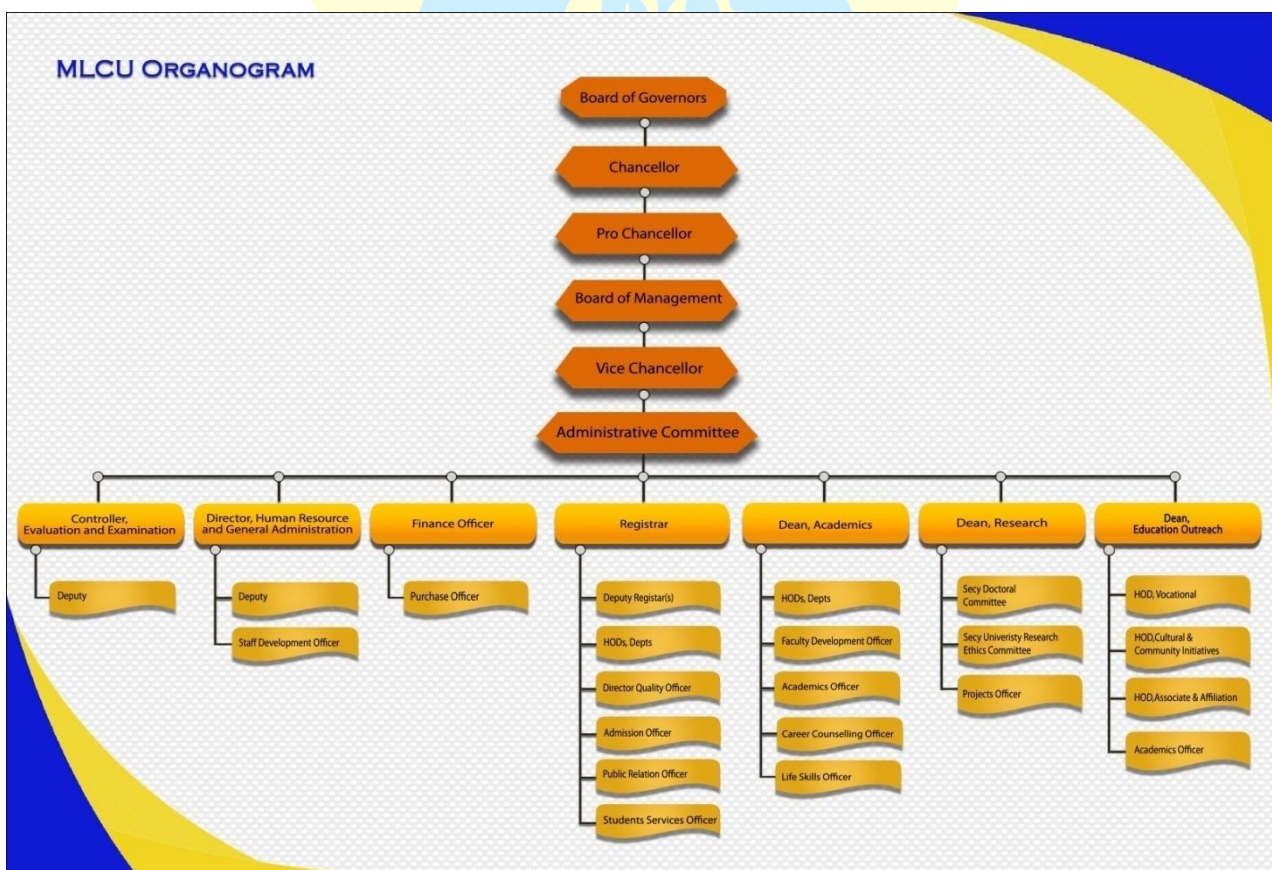 MLCU ORGANOGRAM
Board of Governors
Chancellor
Pro Chancellor
Board of Management
Vice Chancellor
Administrative Committee
Controller,
Evaluation and Examination
Deputy
Director, Human Resource
and General Administration
Deputy
Staff Development Officer
Finance Officer
Purchase Officer
Registrar
Deputy Registar(s)
HODs, Depts
Director Quality Officer
Admission Officer
Public Relation Officer
Students Services Officer
Dean, Academics
HODs, Depts
Faculty Development Officer
Academics Officer
Career Counselling Officer
Life Skills Officer
Dean, Research
Secy Doctoral
Committee
Secy Univeristy Research
Ethics Committee
Projects Officer
Dean,
Education Outreach
HOD, Vocational
HOD,Cultural &
Community Initiatives
HOD,Associate & Affiliation
Academics Officer